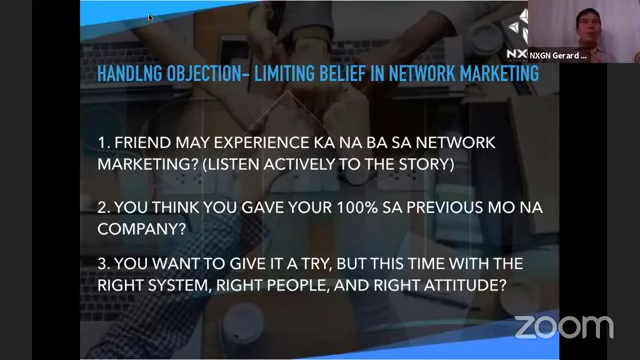 NXGN Gerard ...
NX
HANDLNG OBJECTION- LIMITING BELIEF IN NETWORK MARKETING
1. FRIEND MAY EXPERIENCE KA NA BA SA NETWORK
MARKETING? (LISTEN ACTIVELY TO THE STORY)
2. YOU THINK YOU GAVE YOUR 100% SA PREVIOUS MO NA
COMPANY?
3. YOU WANT TO GIVE IT A TRY, BUT THIS TIME WITH THE
RIGHT SYSTEM, RIGHT PEOPLE, AND RIGHT ATTITUDE?
zoom